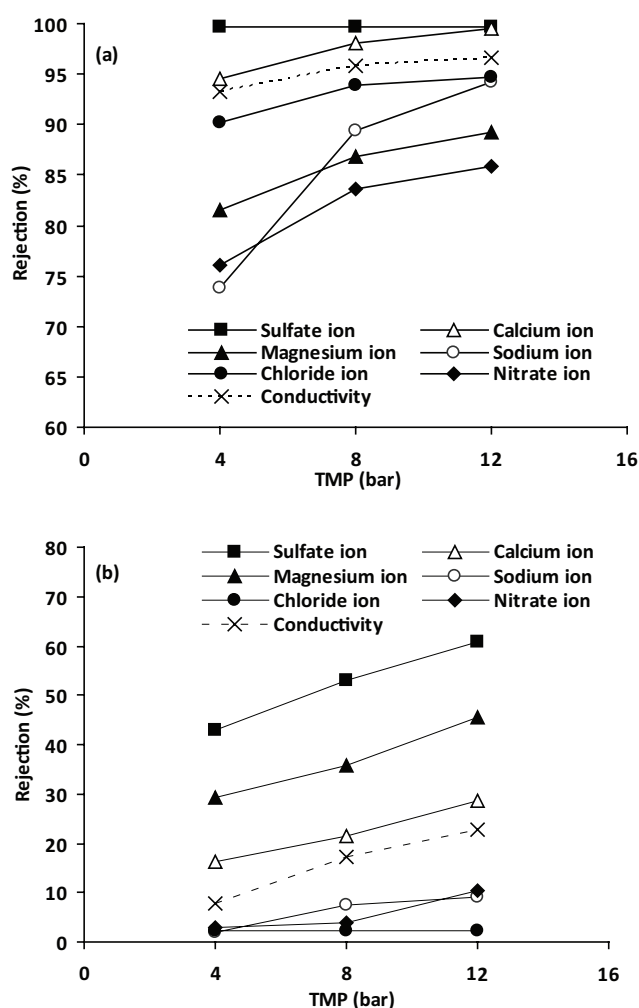 100
(a)
95
90
85
80
75
70
65
60
Rejection (%)
Sulfate ion
Calcium ion
Magnesium ion
Sodium ion
Chloride ion
Nitrate ion
Conductivity
0 4 8 12 16
TMP (bar)
80
(b)
70
60
50
40
30
20
10
0
Rejection (%)
Sulfate ion
Calcium ion
Magnesium ion
Sodium ion
Chloride ion
Nitrate ion
Conductivity
0 4 8 12 16
TMP (bar)